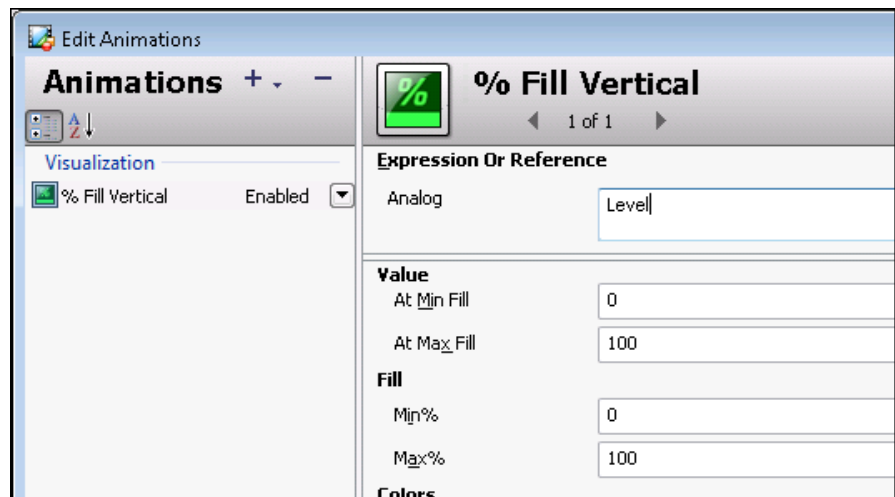 Edit Animations
Animations + -
Visualization
% Fill Vertical Enabled
% Fill Vertical
1 of 1
Expression Or Reference
Analog Level
Value
At Min Fill 0
At Max Fill 100
Fill
Min% 0
Max% 100
Colors